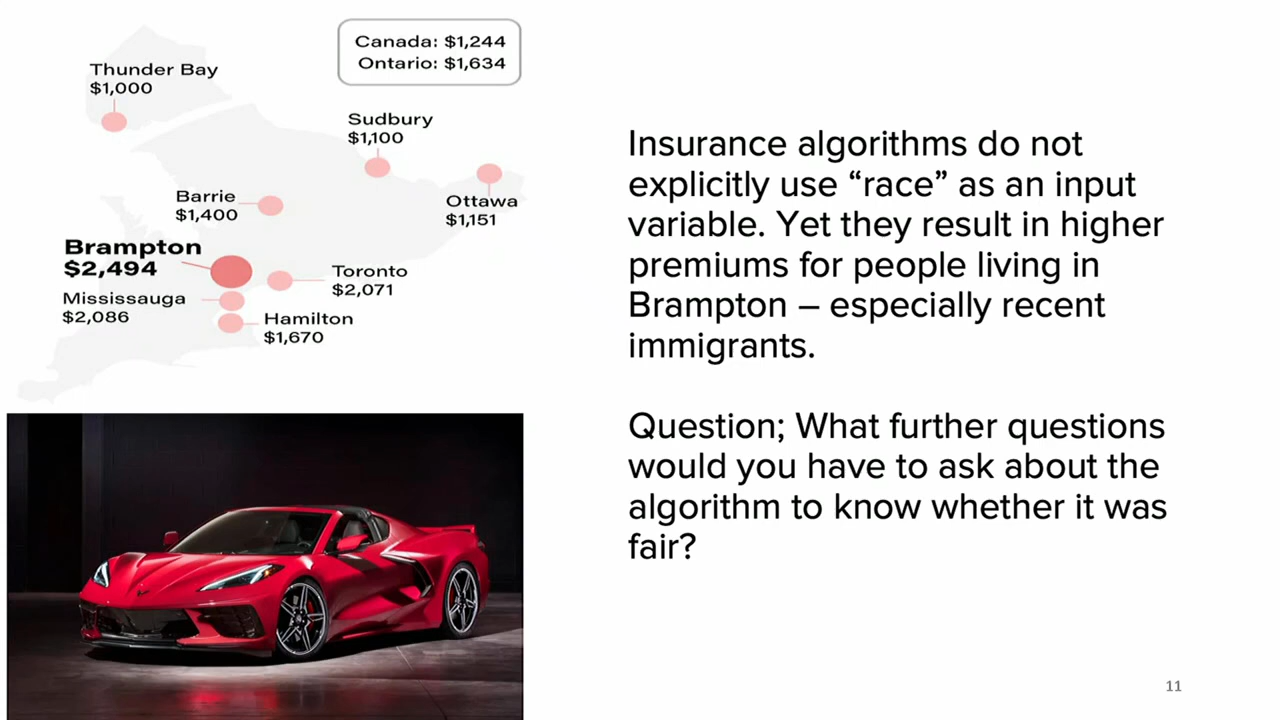 Canada: $1,244
Ontario: $1,634
Thunder Bay
$1,000
Sudbury
$1,100
Barrie
$1,400
Ottawa
$1,151
Brampton
$2,494
Toronto
$2,071
Mississauga
$2,086
Hamilton
$1,670
Insurance algorithms do not
explicitly use “race” as an input
variable. Yet they result in higher
premiums for people living in
Brampton – especially recent
immigrants.
Question; What further questions
would you have to ask about the
algorithm to know whether it was
fair?
11